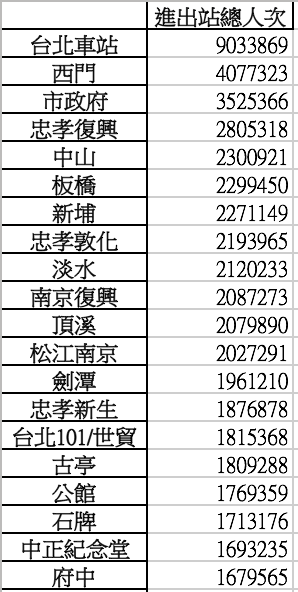 進出站總人次
台北車站 9033869
西門 4077323
市政府 3525366
忠孝復興 2805318
中山 2300921
板橋 2299450
新埔 2271149
忠孝敦化 2193965
淡水 2120233
南京復興 2087273
頂溪 2079890
松江南京 2027291
劍潭 1961210
忠孝新生 1876878
台北101/世貿 1815368
古亭 1809288
公館 1769359
石牌 1713176
中正紀念堂 1693235
府中 1679565